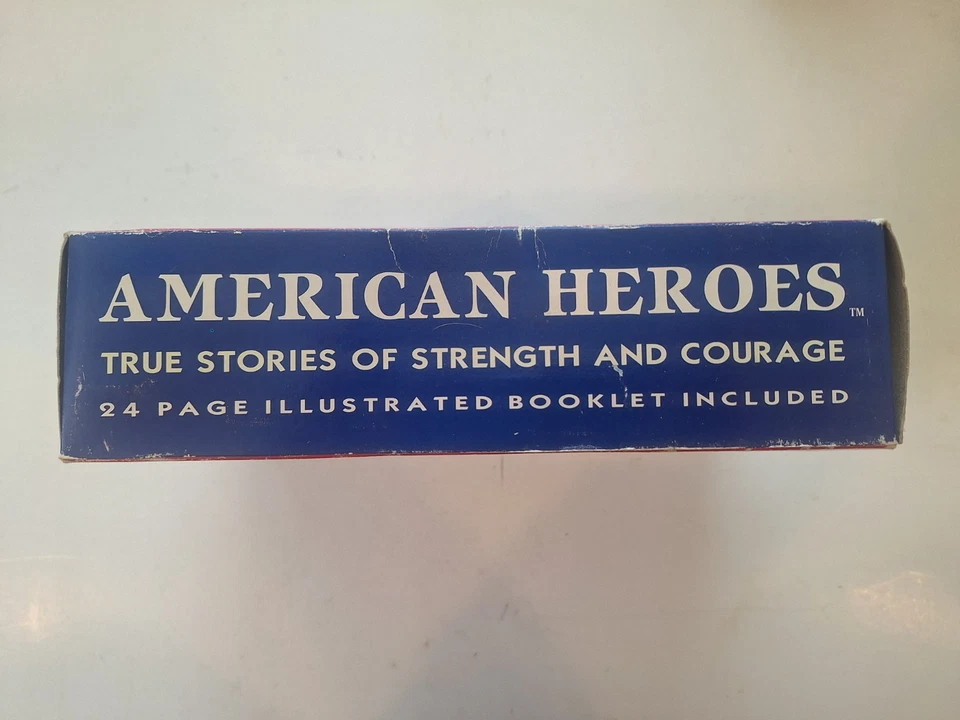 AMERICAN HEROES™
TRUE STORIES OF STRENGTH AND COURAGE
24 PAGE ILLUSTRATED BOOKLET INCLUDED